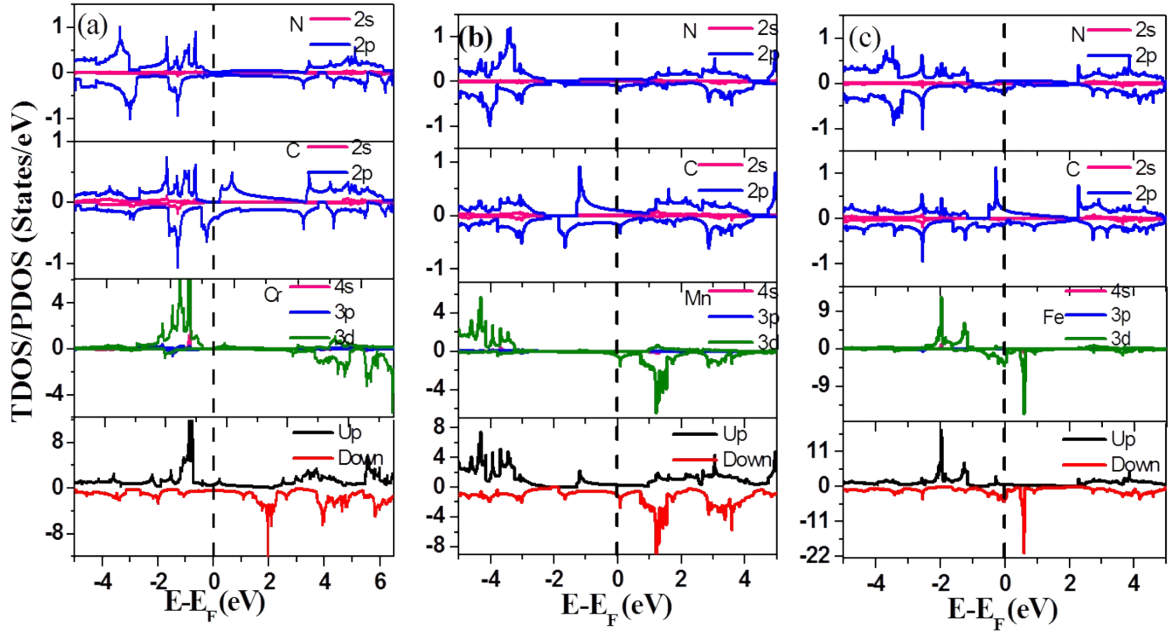 TDOS/PDOS (States/eV)
(a)
N
2s
2p
1
0
-1
1
C
2s
2p
0
-1
Cr
4s
3p
3d
4
0
-4
Up
Down
8
0
-8
-4 -2 0 2 4 6
E-E_F (eV)
(b)
N
2s
2p
1
0
-1
C
2s
2p
1
0
-1
Mn
4s
3p
3d
4
0
-4
Up
Down
8
4
0
-4
-8
-4 -2 0 2 4
E-E_F (eV)
(c)
N
2s
2p
1
0
-1
C
2s
2p
1
0
-1
Fe
4s
3p
3d
9
0
-9
Up
Down
11
0
-11
-22
-4 -2 0 2 4
E-E_F (eV)